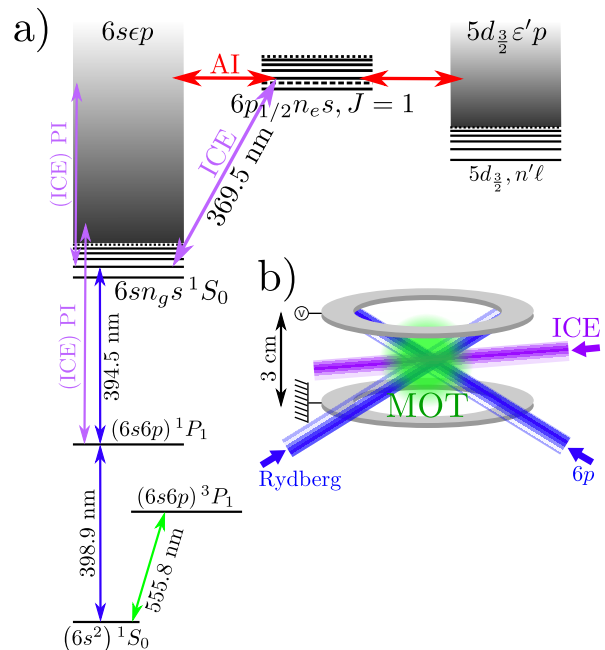 a)
6sϵp
AI
6p₁/₂nₑs, J = 1
5d₃/₂ε′p
5d₃/₂, n′ℓ
(ICE) PI
ICE
369.5 nm
6sn_g s ¹S₀
(ICE) PI
394.5 nm
(6s6p) ¹P₁
398.9 nm
(6s6p) ³P₁
555.8 nm
(6s²) ¹S₀
b)
V
3 cm
ICE
MOT
Rydberg
6p